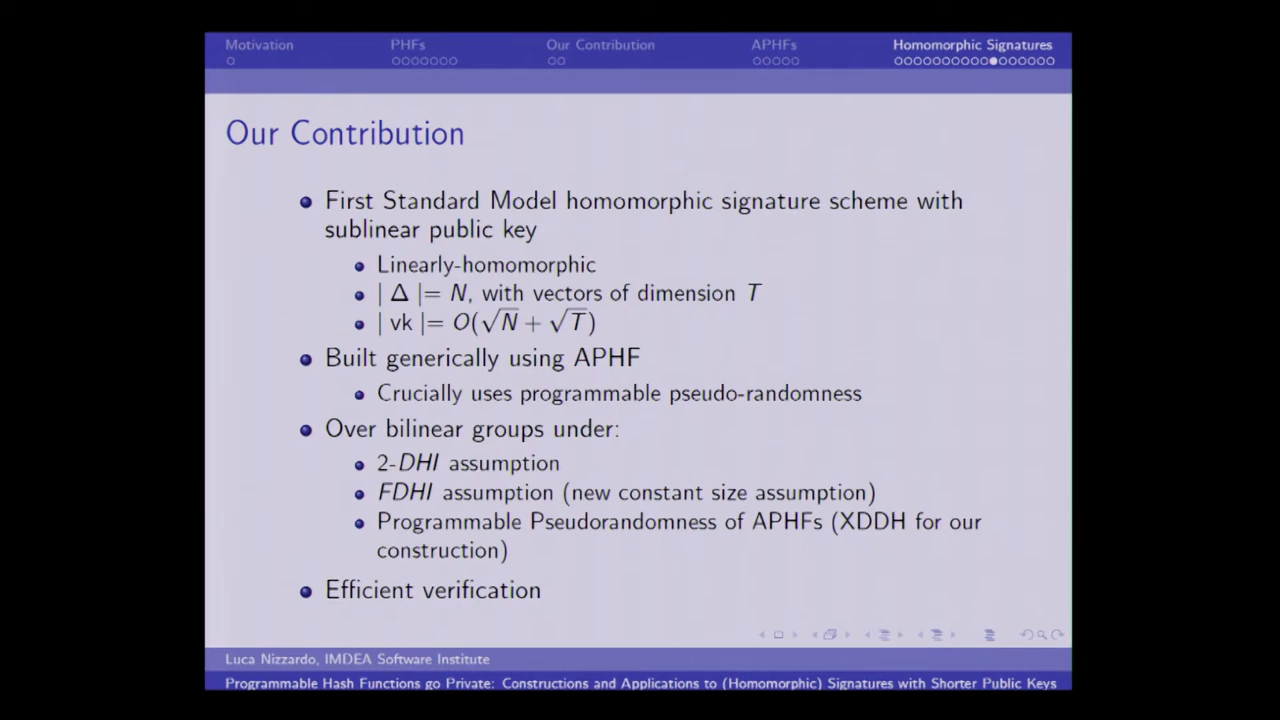 Motivation PHFs Our Contribution APHFs Homomorphic Signatures
Our Contribution
First Standard Model homomorphic signature scheme with
sublinear public key
Linearly-homomorphic
| Δ |= N, with vectors of dimension T
| vk |= O(√N + √T)
Built generically using APHF
Crucially uses programmable pseudo-randomness
Over bilinear groups under:
2-DHI assumption
FDHI assumption (new constant size assumption)
Programmable Pseudorandomness of APHFs (XDDH for our
construction)
Efficient verification
Luca Nizzardo, IMDEA Software Institute
Programmable Hash Functions go Private: Constructions and Applications to (Homomorphic) Signatures with Shorter Public Keys